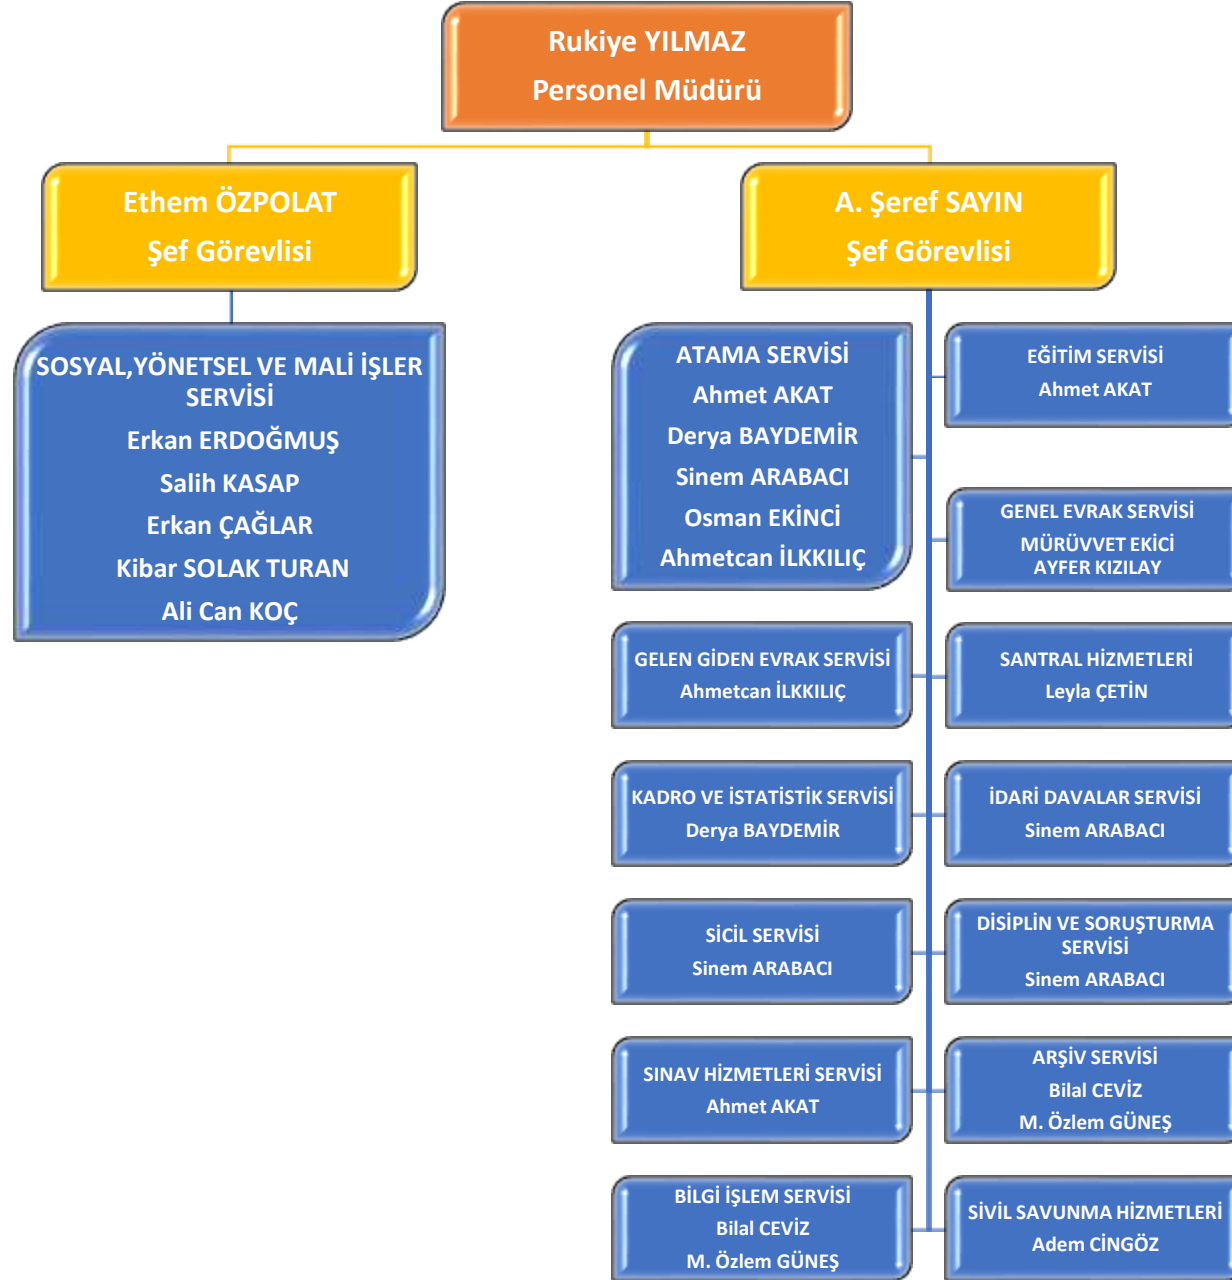 Rukiye YILMAZ
Personel Müdürü
Ethem ÖZPOLAT
Şef Görevlisi
A. Şeref SAYIN
Şef Görevlisi
SOSYAL,YÖNETSEL VE MALİ İŞLER
SERVİSİ
Erkan ERDOĞMUŞ
Salih KASAP
Erkan ÇAĞLAR
Kibar SOLAK TURAN
Ali Can KOÇ
ATAMA SERVİSİ
Ahmet AKAT
Derya BAYDEMİR
Sinem ARABACI
Osman EKİNCİ
Ahmetcan İLKKILIÇ
EĞİTİM SERVİSİ
Ahmet AKAT
GENEL EVRAK SERVİSİ
MÜRÜVVET EKİCİ
AYFER KIZILAY
GELEN GİDEN EVRAK SERVİSİ
Ahmetcan İLKKILIÇ
SANTRAL HİZMETLERİ
Leyla ÇETİN
KADRO VE İSTATİSTİK SERVİSİ
Derya BAYDEMİR
İDARİ DAVALAR SERVİSİ
Sinem ARABACI
SİCİL SERVİSİ
Sinem ARABACI
DİSİPLİN VE SORUŞTURMA
SERVİSİ
Sinem ARABACI
SINAV HİZMETLERİ SERVİSİ
Ahmet AKAT
ARŞİV SERVİSİ
Bilal CEVİZ
M. Özlem GÜNEŞ
BİLGİ İŞLEM SERVİSİ
Bilal CEVİZ
M. Özlem GÜNEŞ
SİVİL SAVUNMA HİZMETLERİ
Adem CİNGÖZ